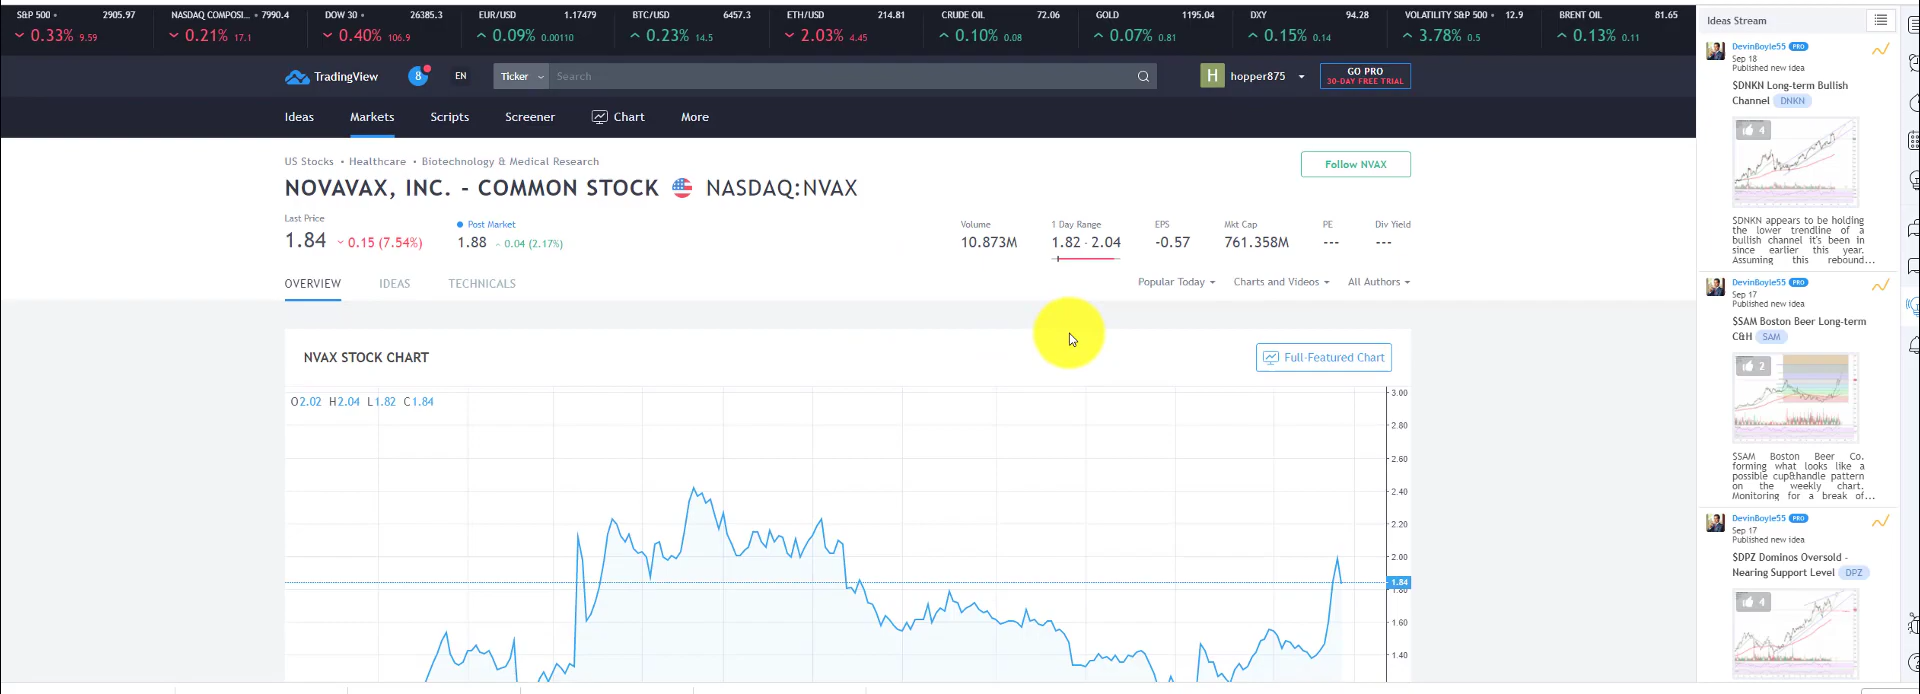 S&P 500 2905.97
0.33% 9.59
NASDAQ COMPOSI... 7990.4
0.21% 17.1
DOW 30 26385.3
0.40% 106.9
EUR/USD 1.17479
0.09% 0.00110
BTC/USD 6457.3
0.23% 14.5
ETH/USD 214.81
2.03% 4.45
CRUDE OIL 72.06
0.10% 0.08
GOLD 1195.04
0.07% 0.81
DXY 94.28
0.15% 0.14
VOLATILITY S&P 500 12.9
3.78% 0.5
BRENT OIL 81.65
0.13% 0.11
TradingView
8
EN
Ticker
Search
H hopper875
GO PRO
30-DAY FREE TRIAL
Ideas Markets Scripts Screener Chart More
US Stocks • Healthcare • Biotechnology & Medical Research
NOVAVAX, INC. - COMMON STOCK NASDAQ:NVAX
Follow NVAX
Last Price
1.84 0.15 (7.54%)
Post Market
1.88 0.04 (2.17%)
Volume
10.873M
1 Day Range
1.82 - 2.04
EPS
-0.57
Mkt Cap
761.358M
PE
---
Div Yield
---
OVERVIEW IDEAS TECHNICALS
Popular Today Charts and Videos All Authors
NVAX STOCK CHART
Full-Featured Chart
O2.02 H2.04 L1.82 C1.84
3.00
2.80
2.60
2.40
2.20
2.00
1.84
1.80
1.60
1.40
Ideas Stream
DevinBoyle55 PRO
Sep 18
Published new idea
$DNKN Long-term Bullish
Channel DNKN
4
$DNKN appears to be holding
the lower trendline of a
bullish channel it's been in
since earlier this year.
Assuming this rebound...
DevinBoyle55 PRO
Sep 17
Published new idea
$SAM Boston Beer Long-term
C&H SAM
2
$SAM Boston Beer Co.
forming what looks like a
possible cup&handle pattern
on the weekly chart.
Monitoring for a break of...
DevinBoyle55 PRO
Sep 17
Published new idea
$DPZ Dominos Oversold -
Nearing Support Level DPZ
4